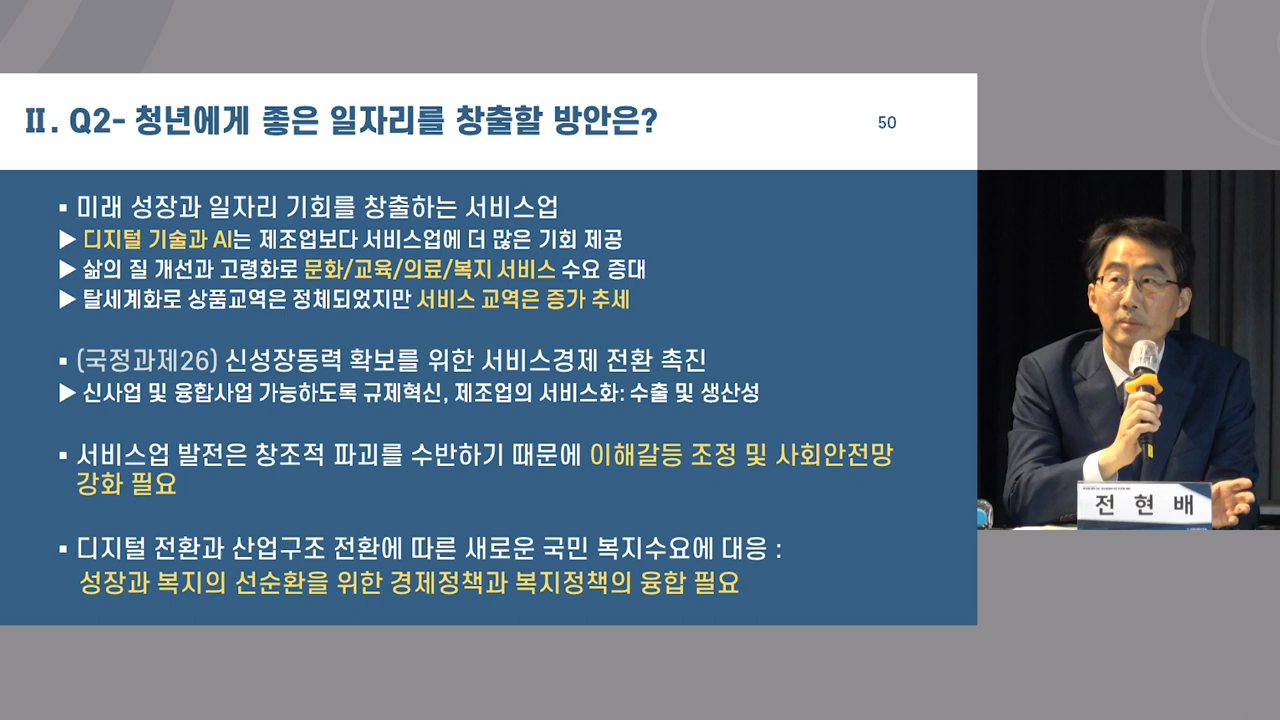 Ⅱ. Q2- 청년에게 좋은 일자리를 창출할 방안은?
50
▪ 미래 성장과 일자리 기회를 창출하는 서비스업
▶ 디지털 기술과 AI는 제조업보다 서비스업에 더 많은 기회 제공
▶ 삶의 질 개선과 고령화로 문화/교육/의료/복지 서비스 수요 증대
▶ 탈세계화로 상품교역은 정체되었지만 서비스 교역은 증가 추세
▪ (국정과제26) 신성장동력 확보를 위한 서비스경제 전환 촉진
▶ 신사업 및 융합사업 가능하도록 규제혁신, 제조업의 서비스화: 수출 및 생산성
▪ 서비스업 발전은 창조적 파괴를 수반하기 때문에 이해갈등 조정 및 사회안전망
강화 필요
▪ 디지털 전환과 산업구조 전환에 따른 새로운 국민 복지수요에 대응 :
성장과 복지의 선순환을 위한 경제정책과 복지정책의 융합 필요
전 현 배